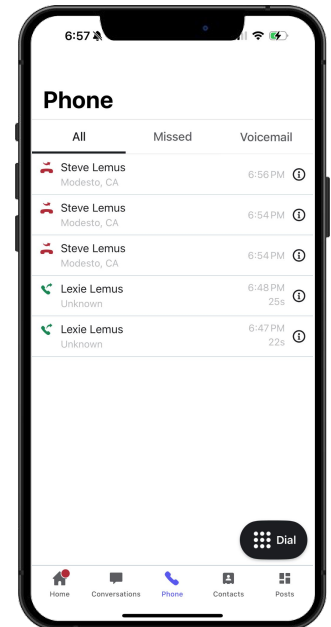 6:57
Phone
All Missed Voicemail
Steve Lemus
Modesto, CA
6:56 PM
Steve Lemus
Modesto, CA
6:54 PM
Steve Lemus
Modesto, CA
6:54 PM
Lexie Lemus
Unknown
6:48 PM
25s
Lexie Lemus
Unknown
6:47 PM
22s
Dial
Home Conversations Phone Contacts Posts